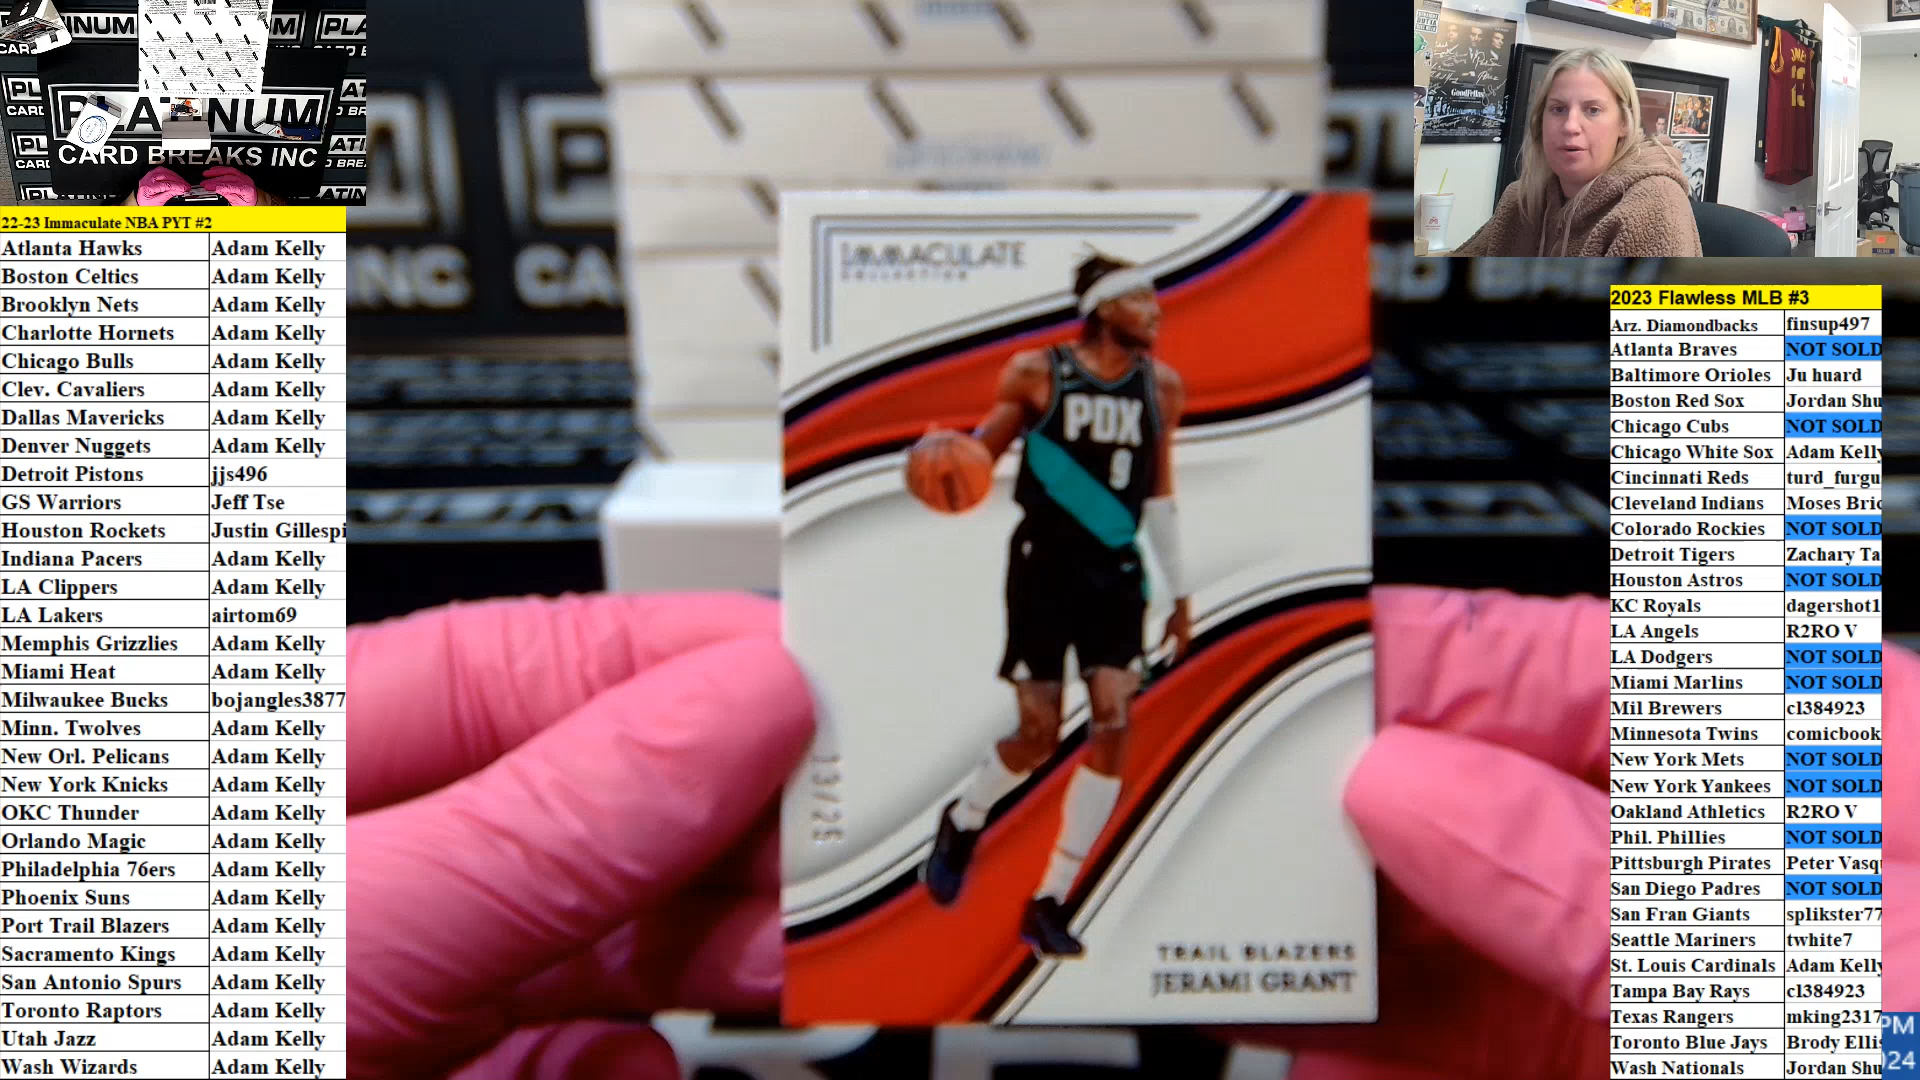 PLATINUM
CARD BREAKS INC
22-23 Immaculate NBA PYT #2
Atlanta Hawks Adam Kelly
Boston Celtics Adam Kelly
Brooklyn Nets Adam Kelly
Charlotte Hornets Adam Kelly
Chicago Bulls Adam Kelly
Clev. Cavaliers Adam Kelly
Dallas Mavericks Adam Kelly
Denver Nuggets Adam Kelly
Detroit Pistons jjs496
GS Warriors Jeff Tse
Houston Rockets Justin Gillespi
Indiana Pacers Adam Kelly
LA Clippers Adam Kelly
LA Lakers airtom69
Memphis Grizzlies Adam Kelly
Miami Heat Adam Kelly
Milwaukee Bucks bojangles3877
Minn. Twolves Adam Kelly
New Orl. Pelicans Adam Kelly
New York Knicks Adam Kelly
OKC Thunder Adam Kelly
Orlando Magic Adam Kelly
Philadelphia 76ers Adam Kelly
Phoenix Suns Adam Kelly
Port Trail Blazers Adam Kelly
Sacramento Kings Adam Kelly
San Antonio Spurs Adam Kelly
Toronto Raptors Adam Kelly
Utah Jazz Adam Kelly
Wash Wizards Adam Kelly
IMMACULATE
COLLECTION
PDX
9
TRAIL BLAZERS
JERAMI GRANT
GoodFellas
2023 Flawless MLB #3
Arz. Diamondbacks finsup497
Atlanta Braves NOT SOLD
Baltimore Orioles Ju huard
Boston Red Sox Jordan Shu
Chicago Cubs NOT SOLD
Chicago White Sox Adam Kelly
Cincinnati Reds turd_furgu
Cleveland Indians Moses Bric
Colorado Rockies NOT SOLD
Detroit Tigers Zachary Ta
Houston Astros NOT SOLD
KC Royals dagershot1
LA Angels R2RO V
LA Dodgers NOT SOLD
Miami Marlins NOT SOLD
Mil Brewers cl384923
Minnesota Twins comicbook
New York Mets NOT SOLD
New York Yankees NOT SOLD
Oakland Athletics R2RO V
Phil. Phillies NOT SOLD
Pittsburgh Pirates Peter Vasq
San Diego Padres NOT SOLD
San Fran Giants splikster77
Seattle Mariners twhite7
St. Louis Cardinals Adam Kelly
Tampa Bay Rays cl384923
Texas Rangers mking2317
Toronto Blue Jays Brody Ellis
Wash Nationals Jordan Shu
PM
024